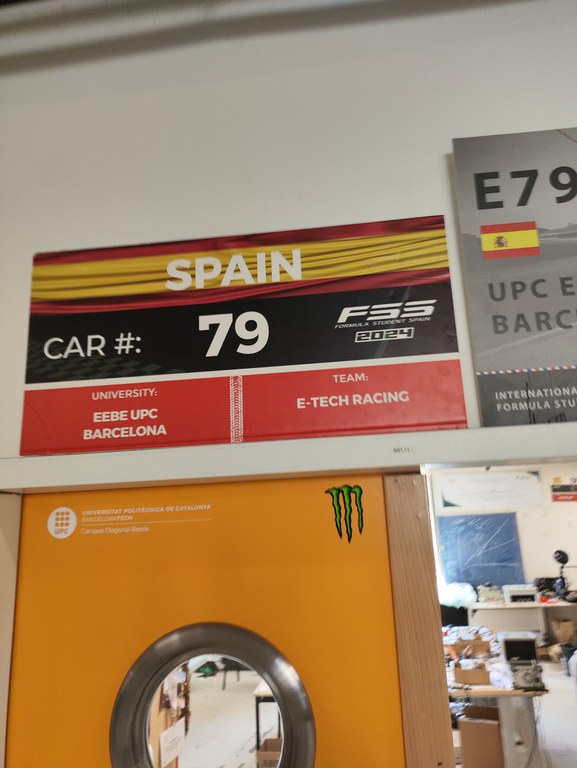 SPAIN
CAR #:
79
FSS
FORMULA STUDENT SPAIN
2024
UNIVERSITY:
EEBE UPC
BARCELONA
TEAM:
E-TECH RACING
E79
UPC E
BARC
INTERNATIONAL
FORMULA STU
UPC
UNIVERSITAT POLITÈCNICA DE CATALUNYA
BARCELONATECH
Campus Diagonal-Besòs